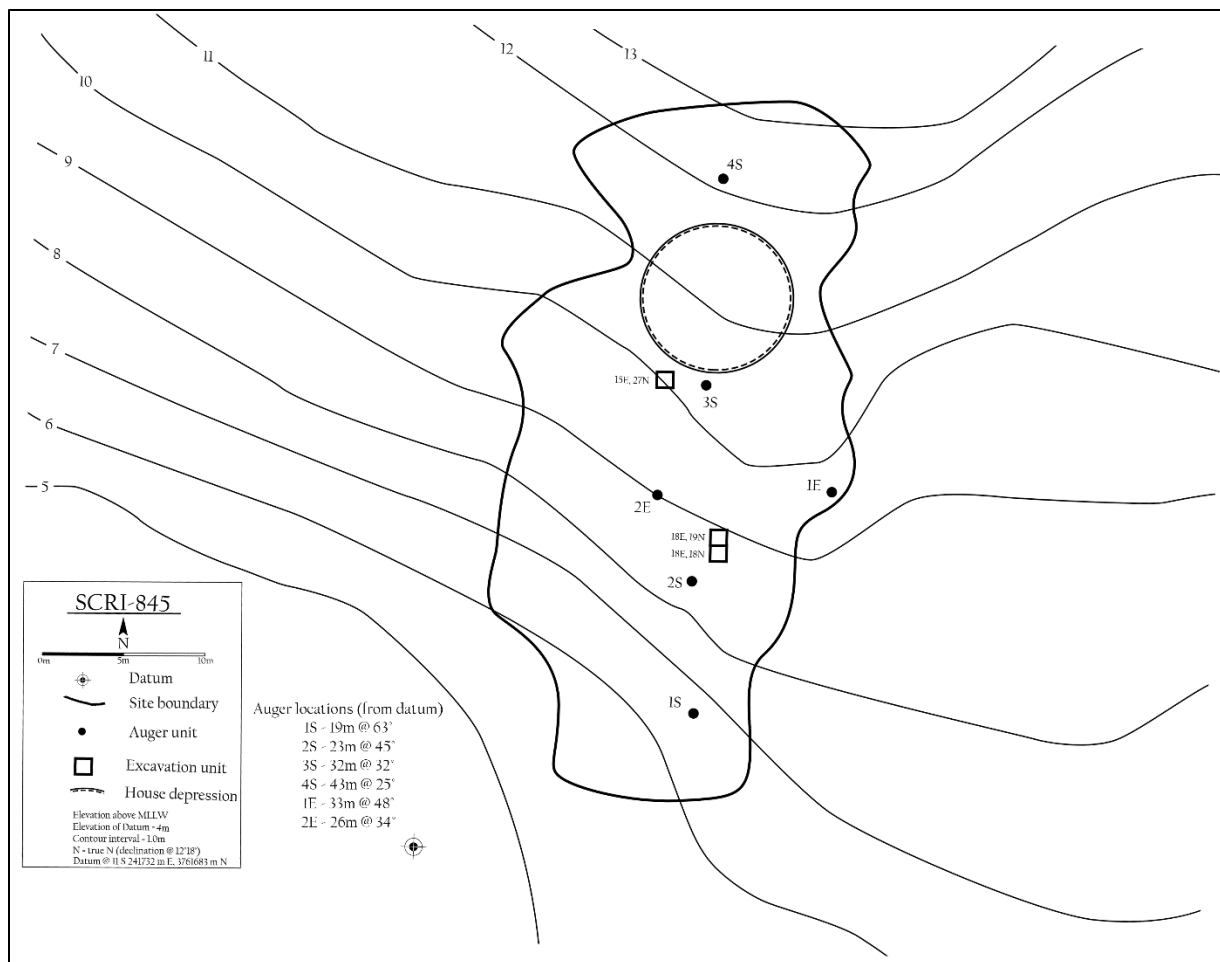 13
12
11
10
9
8
7
6
5
4S
15E, 27N
3S
1E
2E
18E, 19N
18E, 18N
2S
1S
SCRI-845
N
0m 5m 10m
Datum
Site boundary
Auger unit
Excavation unit
House depression
Elevation above MLLW
Elevation of Datum - 4m
Contour interval - 1.0m
N - true N (declination @ 12°18')
Datum @ 11 S 241732 m E, 3761683 m N
Auger locations (from datum)
1S - 19m @ 63°
2S - 23m @ 45°
3S - 32m @ 32°
4S - 43m @ 25°
1E - 33m @ 48°
2E - 26m @ 34°